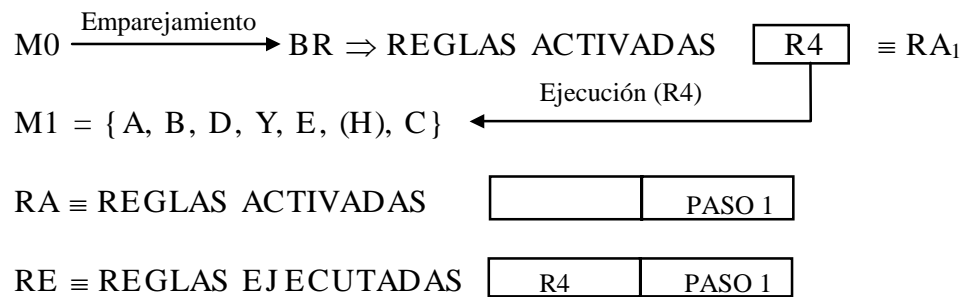 Emparejamiento
M0 BR ⇒ REGLAS ACTIVADAS R4 ≡ RA₁
Ejecución (R4)
M1 = {A, B, D, Y, E, (H), C}
RA ≡ REGLAS ACTIVADAS PASO 1
RE ≡ REGLAS EJECUTADAS R4 PASO 1